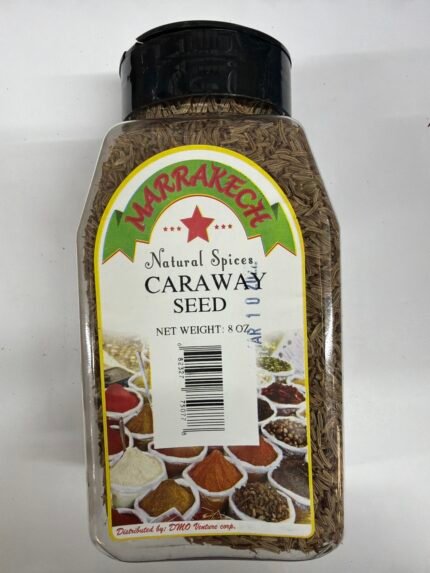 MARRAKECH
Natural Spices
CARAWAY
SEED
NET WEIGHT: 8 OZ
Distributed by: DMO Venture corp.